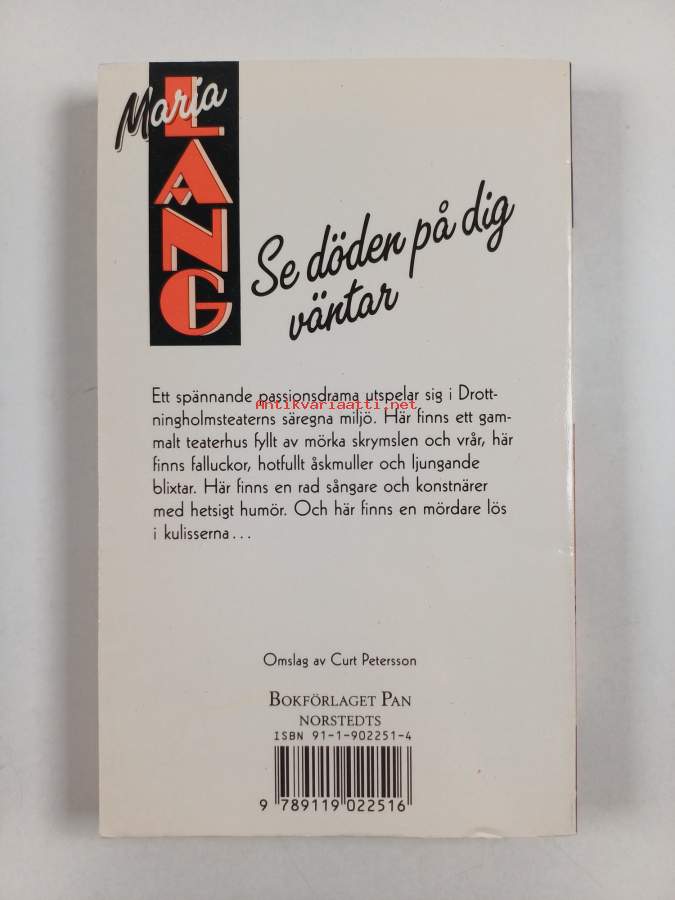 Maria
LANG
Se döden på dig
väntar
Ett spännande passionsdrama utspelar sig i Drott-
Antikvariaatti.net
ningholmsteaterns säregna miljö. Här finns ett gam-
malt teaterhus fyllt av mörka skrymslen och vrår, här
finns falluckor, hotfullt åskmuller och ljungande
blixtar. Här finns en rad sångare och konstnärer
med hetsigt humör. Och här finns en mördare lös
i kulisserna...
Omslag av Curt Petersson
BOKFÖRLAGET PAN
NORSTEDTS
ISBN 91-1-902251-4
9 789119 022516